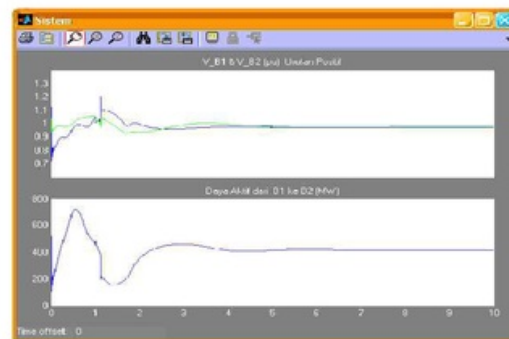 Sistem
V_B1 & V_B2 (pu) Urutan Positif
1.3
1.2
1.1
1
0.9
0.8
0.7
Daya Aktif dari B1 ke B2 (MW)
800
600
400
200
0
0 1 2 3 4 5 6 7 8 9 10
Time offset: 0